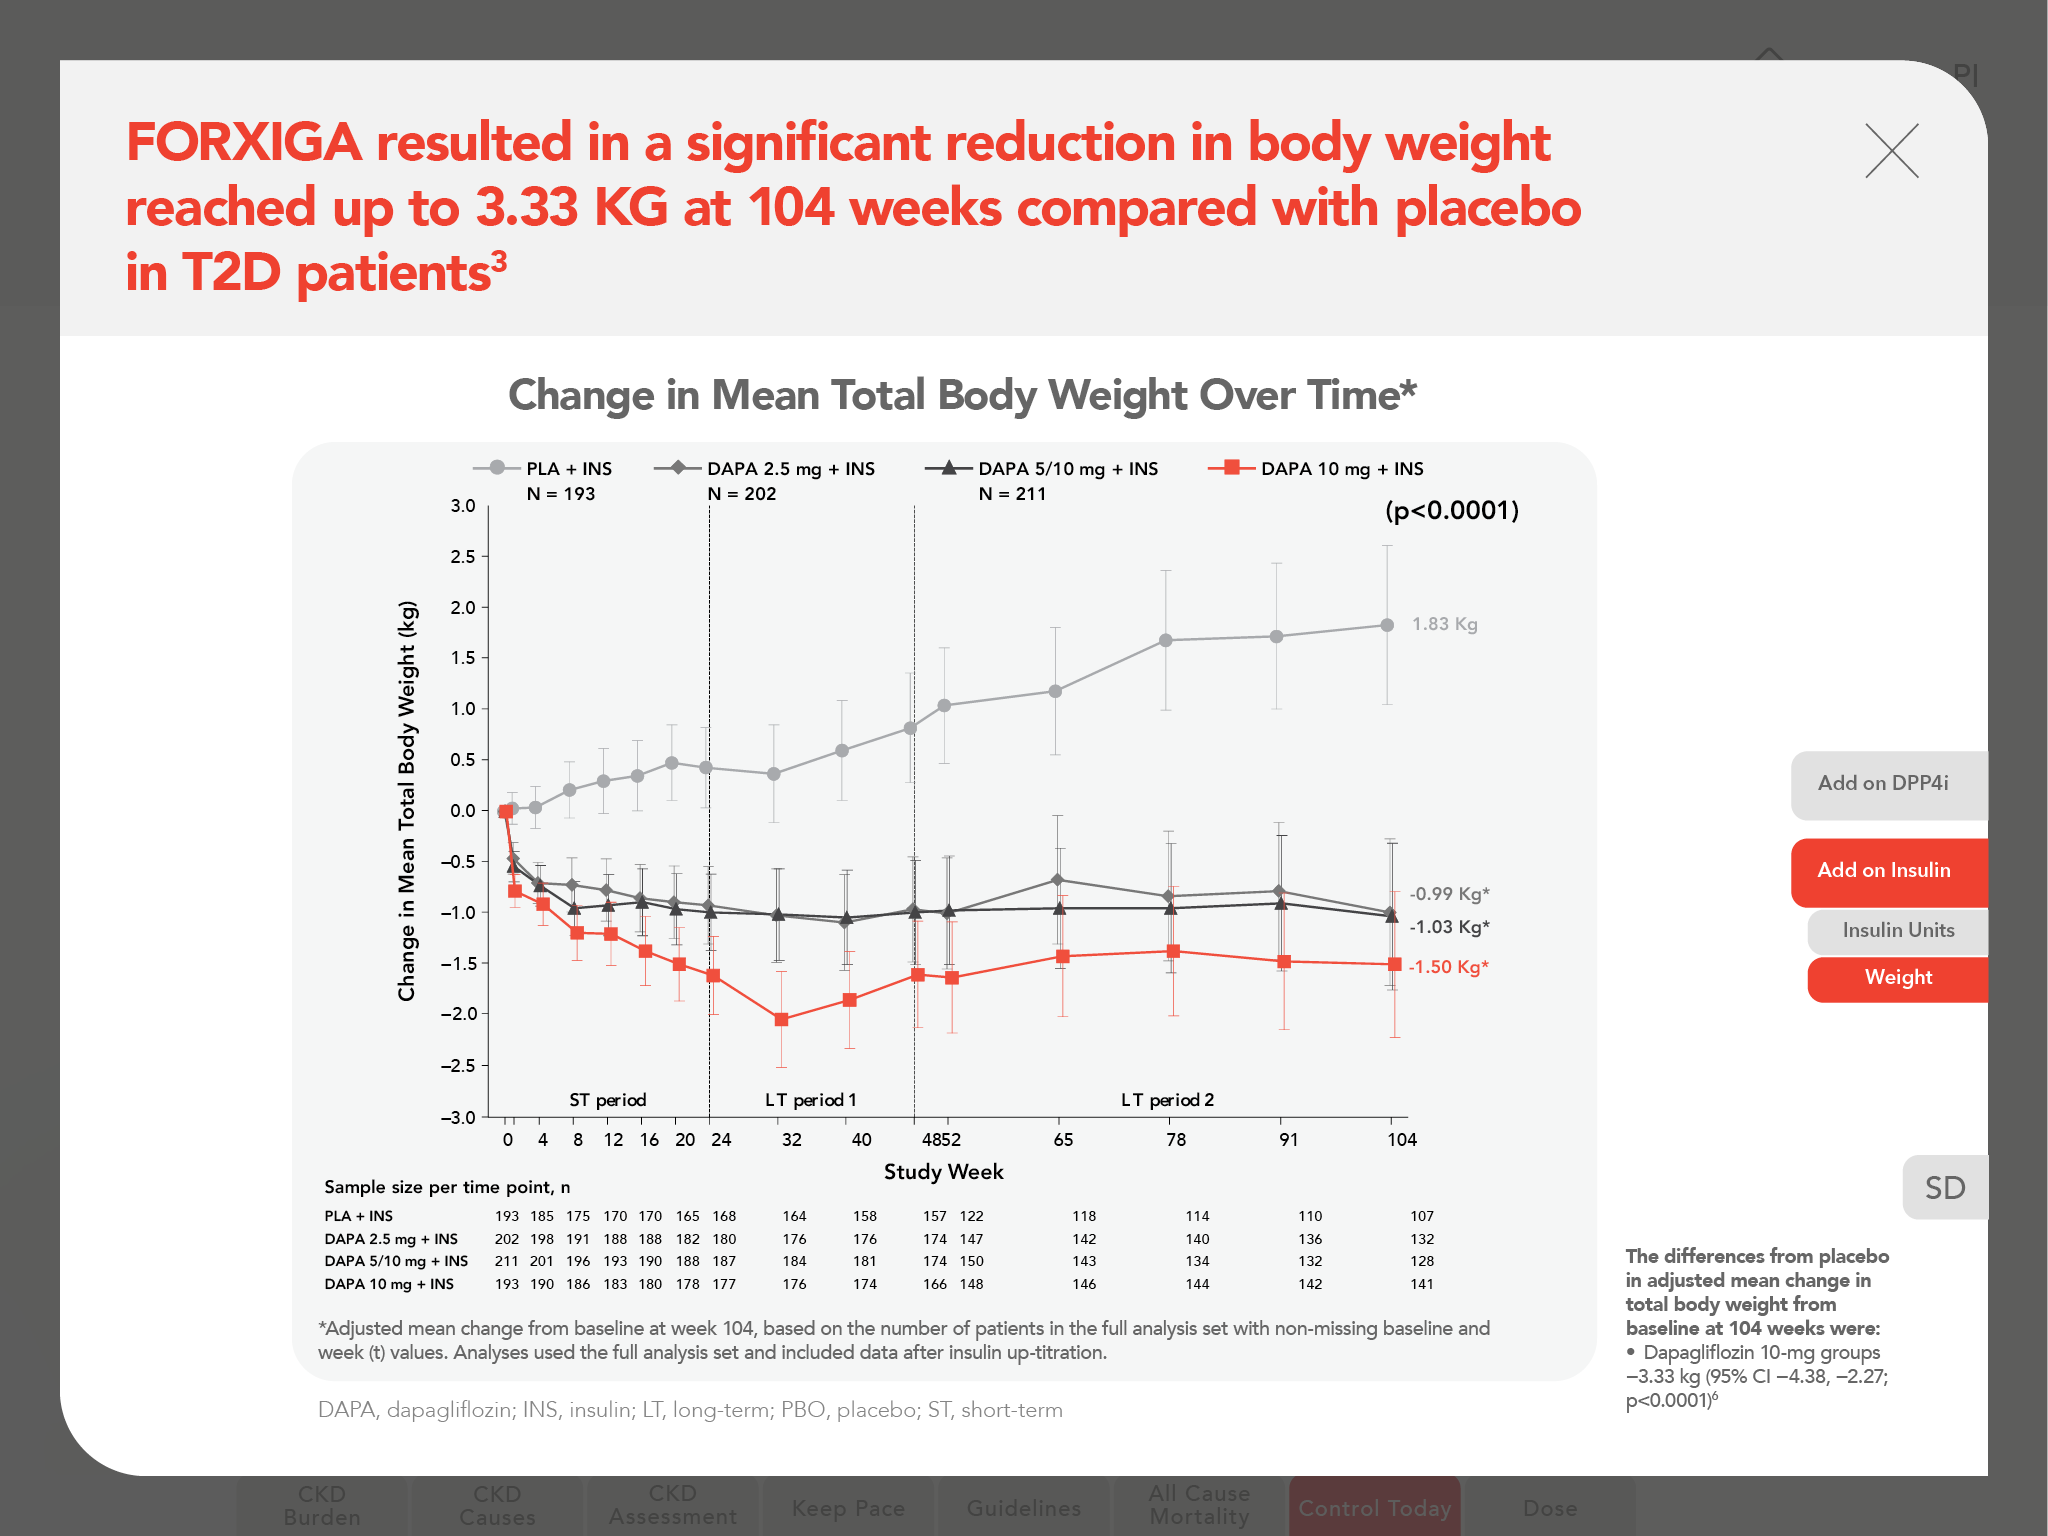 PI
FORXIGA resulted in a significant reduction in body weight
reached up to 3.33 KG at 104 weeks compared with placebo
in T2D patients³
Change in Mean Total Body Weight Over Time*
PLA + INS
N = 193
DAPA 2.5 mg + INS
N = 202
DAPA 5/10 mg + INS
N = 211
DAPA 10 mg + INS
(p<0.0001)
Change in Mean Total Body Weight (kg)
3.0
2.5
2.0
1.5
1.0
0.5
0.0
−0.5
−1.0
−1.5
−2.0
−2.5
−3.0
1.83 Kg
-0.99 Kg*
-1.03 Kg*
-1.50 Kg*
ST period LT period 1 LT period 2
0 4 8 12 16 20 24 32 40 4852 65 78 91 104
Study Week
Sample size per time point, n
PLA + INS 193 185 175 170 170 165 168 164 158 157 122 118 114 110 107
DAPA 2.5 mg + INS 202 198 191 188 188 182 180 176 176 174 147 142 140 136 132
DAPA 5/10 mg + INS 211 201 196 193 190 188 187 184 181 174 150 143 134 132 128
DAPA 10 mg + INS 193 190 186 183 180 178 177 176 174 166 148 146 144 142 141
*Adjusted mean change from baseline at week 104, based on the number of patients in the full analysis set with non-missing baseline and
week (t) values. Analyses used the full analysis set and included data after insulin up-titration.
DAPA, dapagliflozin; INS, insulin; LT, long-term; PBO, placebo; ST, short-term
Add on DPP4i
Add on Insulin
Insulin Units
Weight
SD
The differences from placebo
in adjusted mean change in
total body weight from
baseline at 104 weeks were:
• Dapagliflozin 10-mg groups
−3.33 kg (95% CI −4.38, −2.27;
p<0.0001)⁶
CKD
Burden
CKD
Causes
CKD
Assessment
Keep Pace
Guidelines
All Cause
Mortality
Control Today
Dose